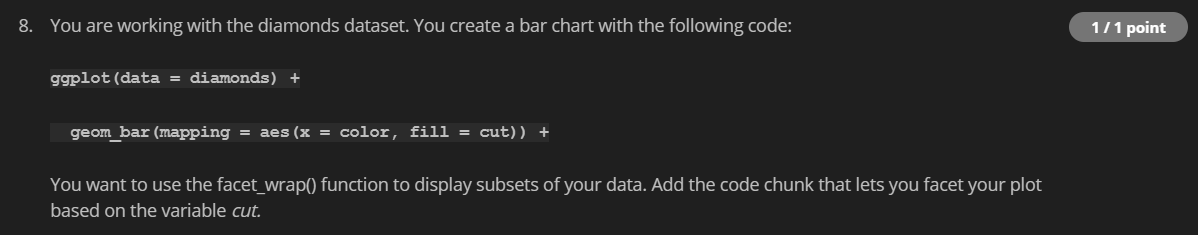 8. You are working with the diamonds dataset. You create a bar chart with the following code:
1 / 1 point
ggplot(data = diamonds) +
geom_bar(mapping = aes(x = color, fill = cut)) +
You want to use the facet_wrap() function to display subsets of your data. Add the code chunk that lets you facet your plot
based on the variable cut.